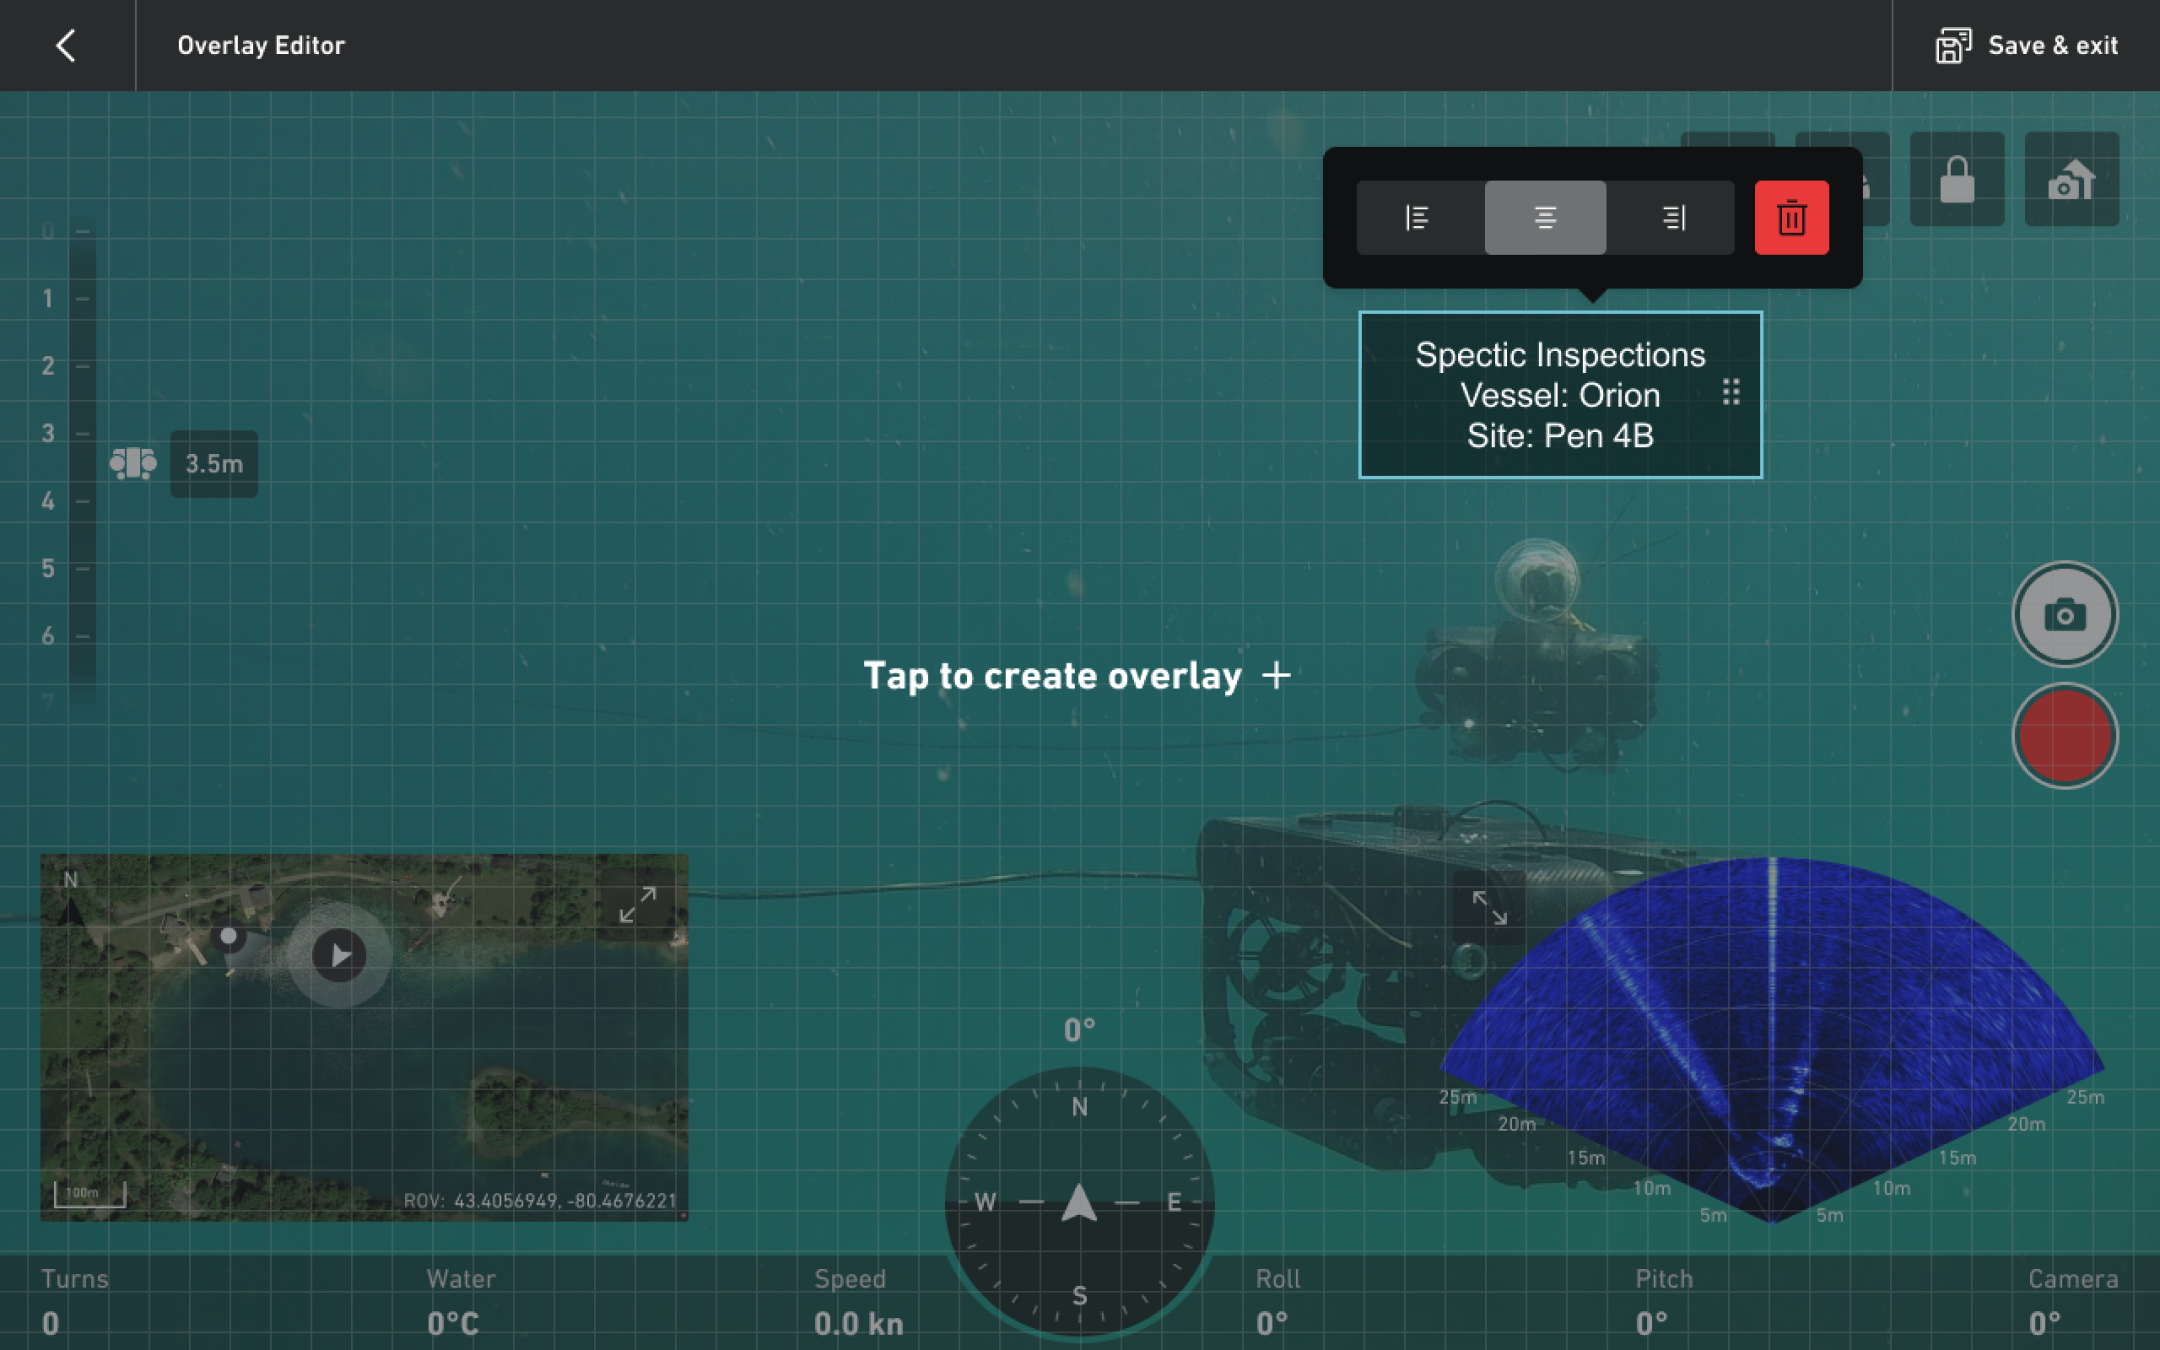 Overlay Editor
Save & exit
Spectic Inspections
Vessel: Orion
Site: Pen 4B
0
1
2
3
4
5
6
7
3.5m
Tap to create overlay +
N
100m
ROV: 43.4056949, -80.4676221
0°
N
W
E
S
25m
20m
15m
10m
5m
25m
20m
15m
10m
5m
Turns
0
Water
0°C
Speed
0.0 kn
Roll
0°
Pitch
0°
Camera
0°